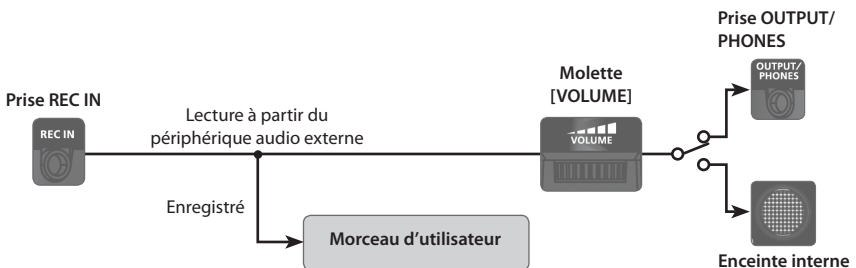 Prise OUTPUT/
PHONES
OUTPUT/
PHONES
Molette
[VOLUME]
VOLUME
Prise REC IN
REC IN
Lecture à partir du
périphérique audio externe
Enregistré
Morceau d’utilisateur
Enceinte interne